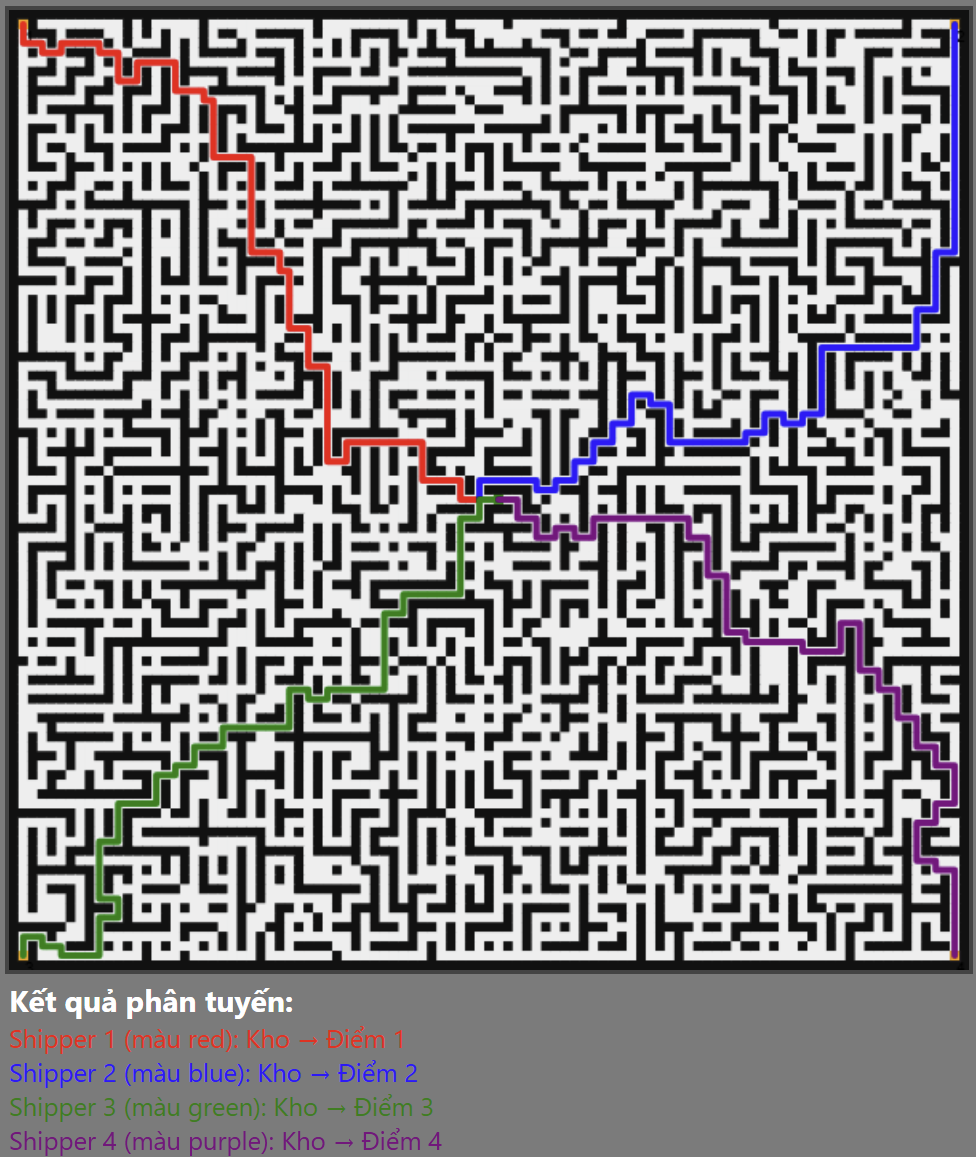 Kết quả phân tuyến:
Shipper 1 (màu red): Kho → Điểm 1
Shipper 2 (màu blue): Kho → Điểm 2
Shipper 3 (màu green): Kho → Điểm 3
Shipper 4 (màu purple): Kho → Điểm 4